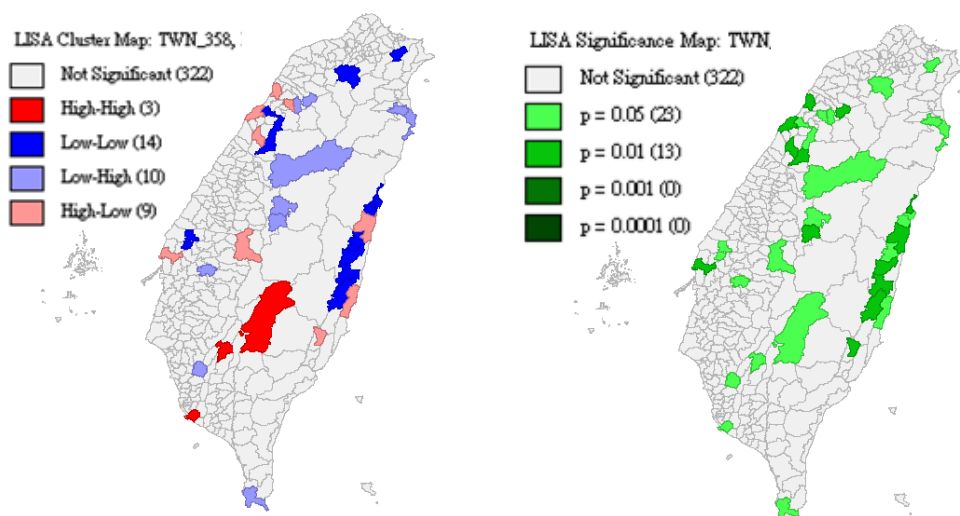 LISA Cluster Map: TWN_358,
Not Significant (322)
High-High (3)
Low-Low (14)
Low-High (10)
High-Low (9)
LISA Significance Map: TWN
Not Significant (322)
p = 0.05 (23)
p = 0.01 (13)
p = 0.001 (0)
p = 0.0001 (0)